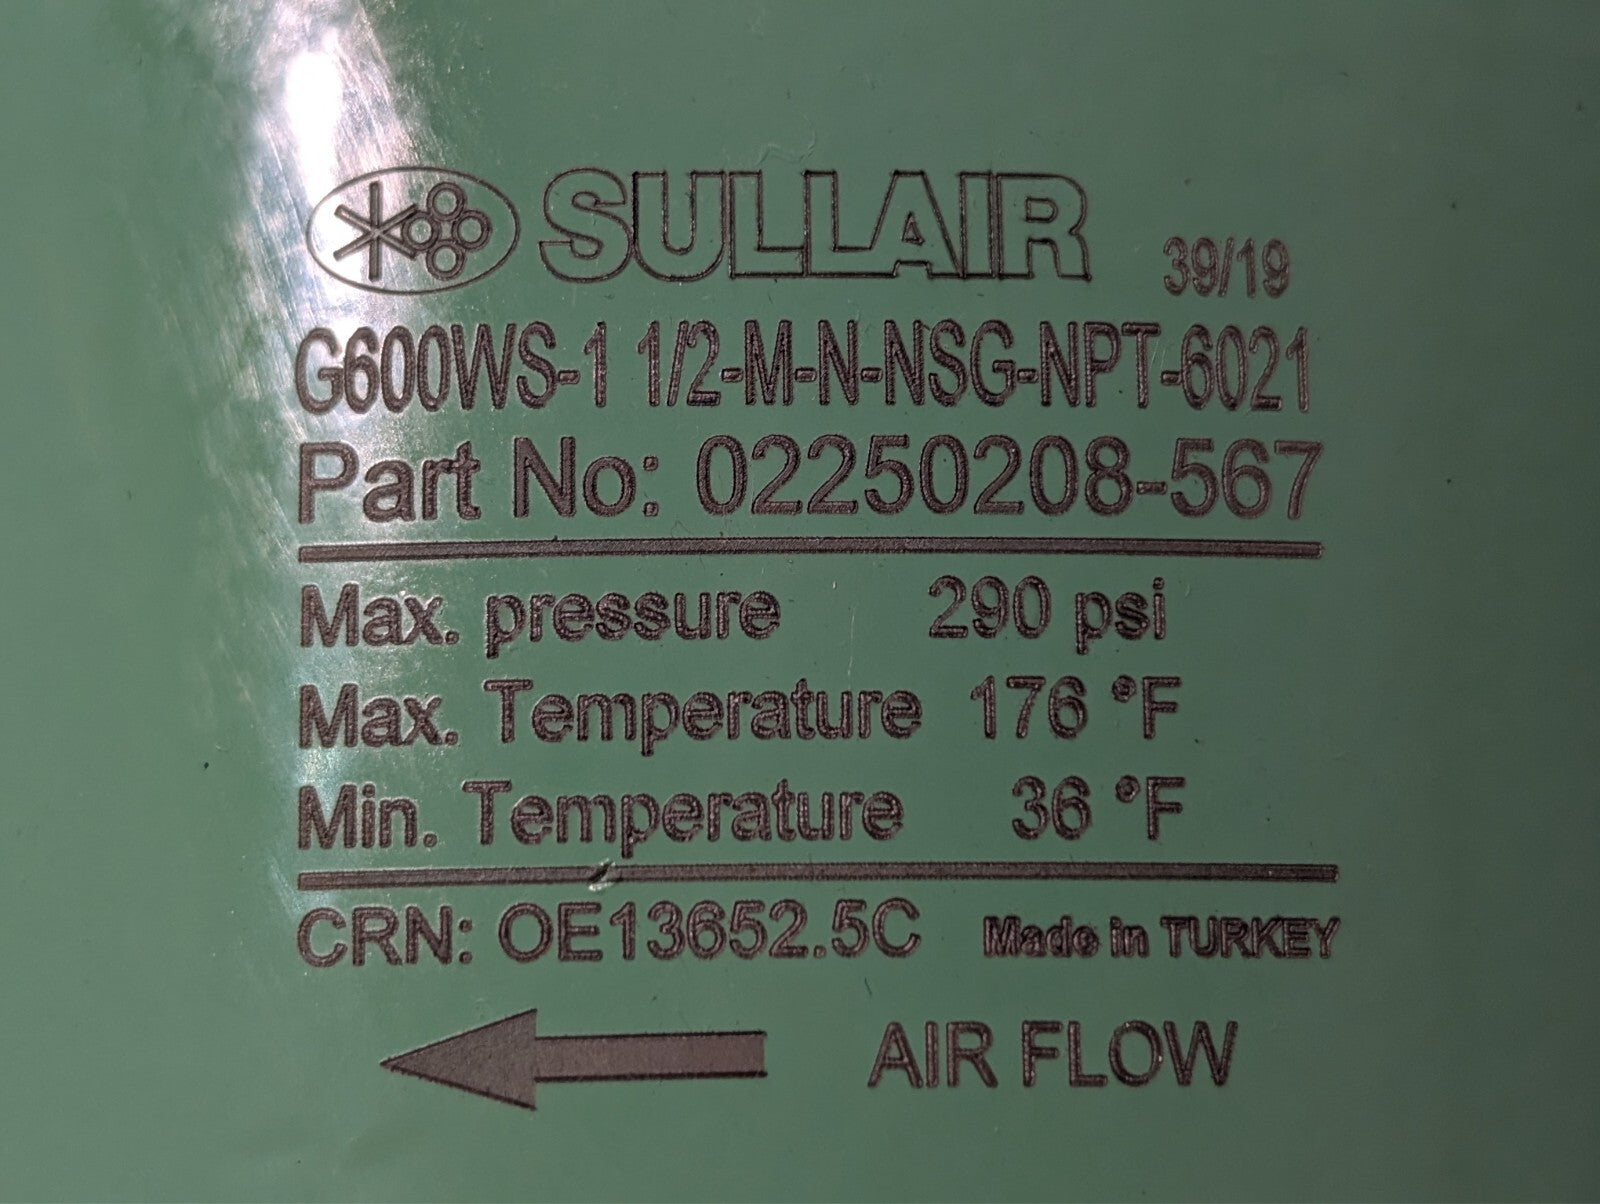 SULLAIR 39/19
G600WS-1 1/2-M-N-NSG-NPT-6021
Part No: 02250208-567
Max. pressure 290 psi
Max. Temperature 176 °F
Min. Temperature 36 °F
CRN: OE13652.5C Made in TURKEY
AIR FLOW